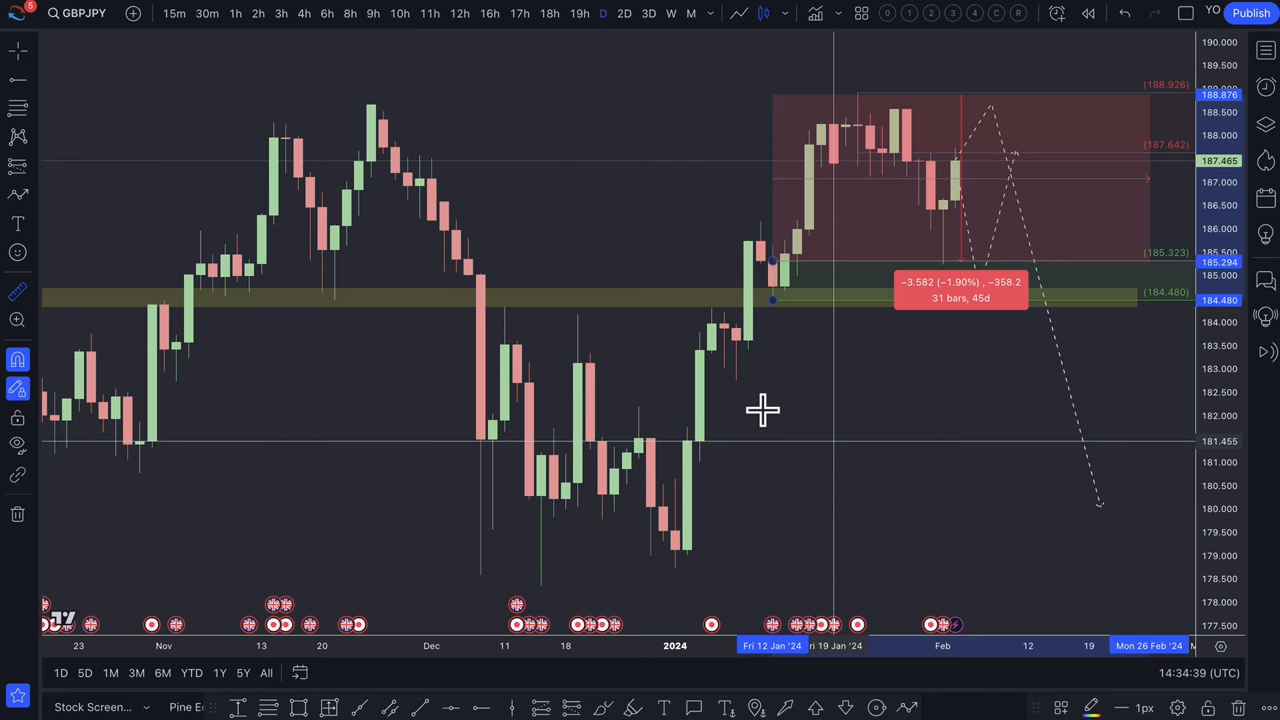 5
GBPJPY
15m 30m 1h 2h 3h 4h 6h 8h 9h 10h 11h 12h 16h 17h 18h 19h D 2D 3D W M
0 1 2 3 4 C R
YO
Publish
190.000
189.500
(188.926)
188.876
188.500
188.000
(187.642)
187.465
187.000
186.500
186.000
(185.323)
185.294
185.000
(184.480)
184.480
−3.582 (−1.90%) , −358.2
31 bars, 45d
184.000
183.500
183.000
182.500
182.000
181.455
181.000
180.500
180.000
179.500
179.000
178.500
178.000
177.500
23 Nov 13 20 Dec 11 18 2024 Fri 12 Jan '24 ri 19 Jan '24 Feb 12 19 Mon 26 Feb '24
1D 5D 1M 3M 6M YTD 1Y 5Y All
14:34:39 (UTC)
Stock Screen... Pine E
1px